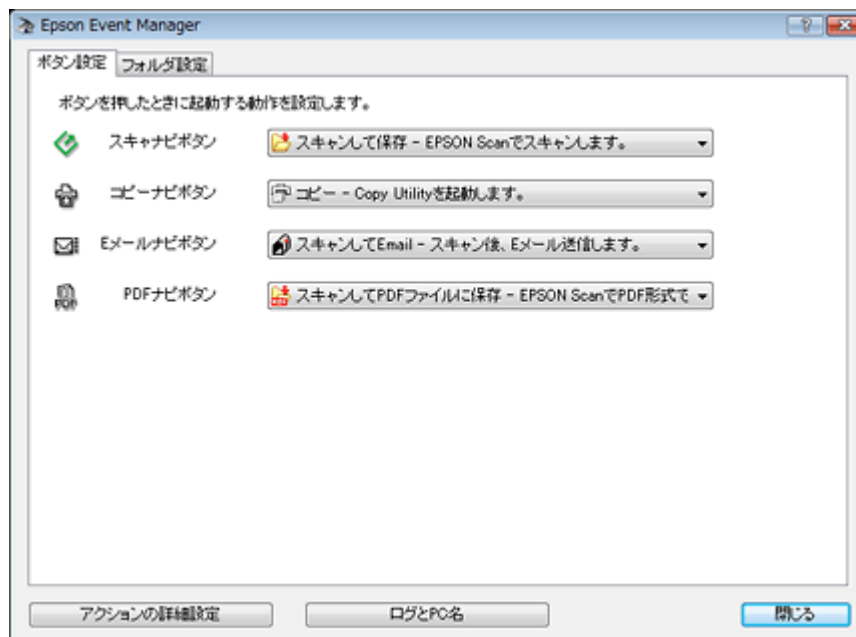 Epson Event Manager
ボタン設定 フォルダ設定
ボタンを押したときに起動する動作を設定します。
スキャナビボタン スキャンして保存 - EPSON Scanでスキャンします。
コピーナビボタン コピー - Copy Utilityを起動します。
Eメールナビボタン スキャンしてEmail - スキャン後、Eメール送信します。
PDF PDFナビボタン スキャンしてPDFファイルに保存 - EPSON ScanでPDF形式で
アクションの詳細設定 ログとPC名 閉じる